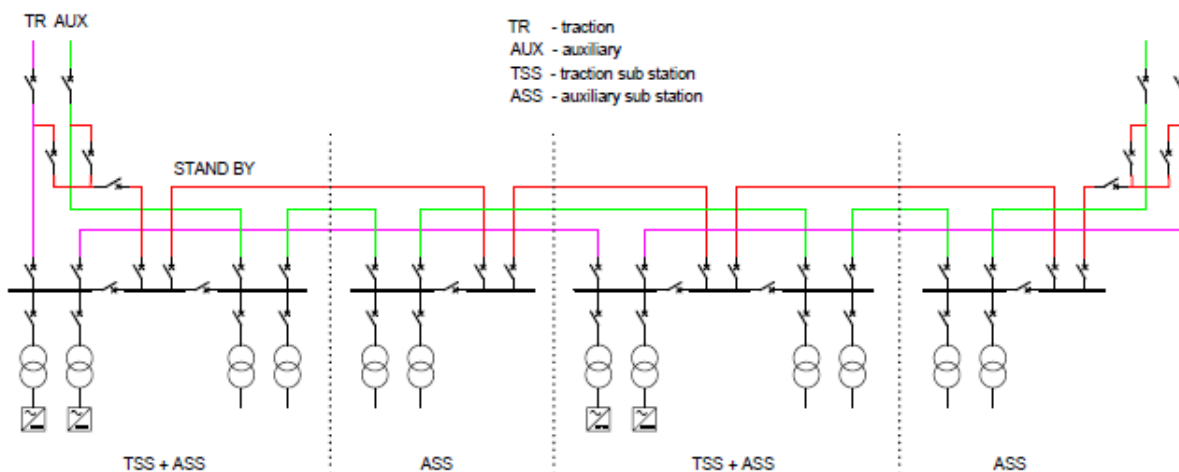 TR AUX
TR - traction
AUX - auxiliary
TSS - traction sub station
ASS - auxiliary sub station
STAND BY
TSS + ASS
ASS
TSS + ASS
ASS